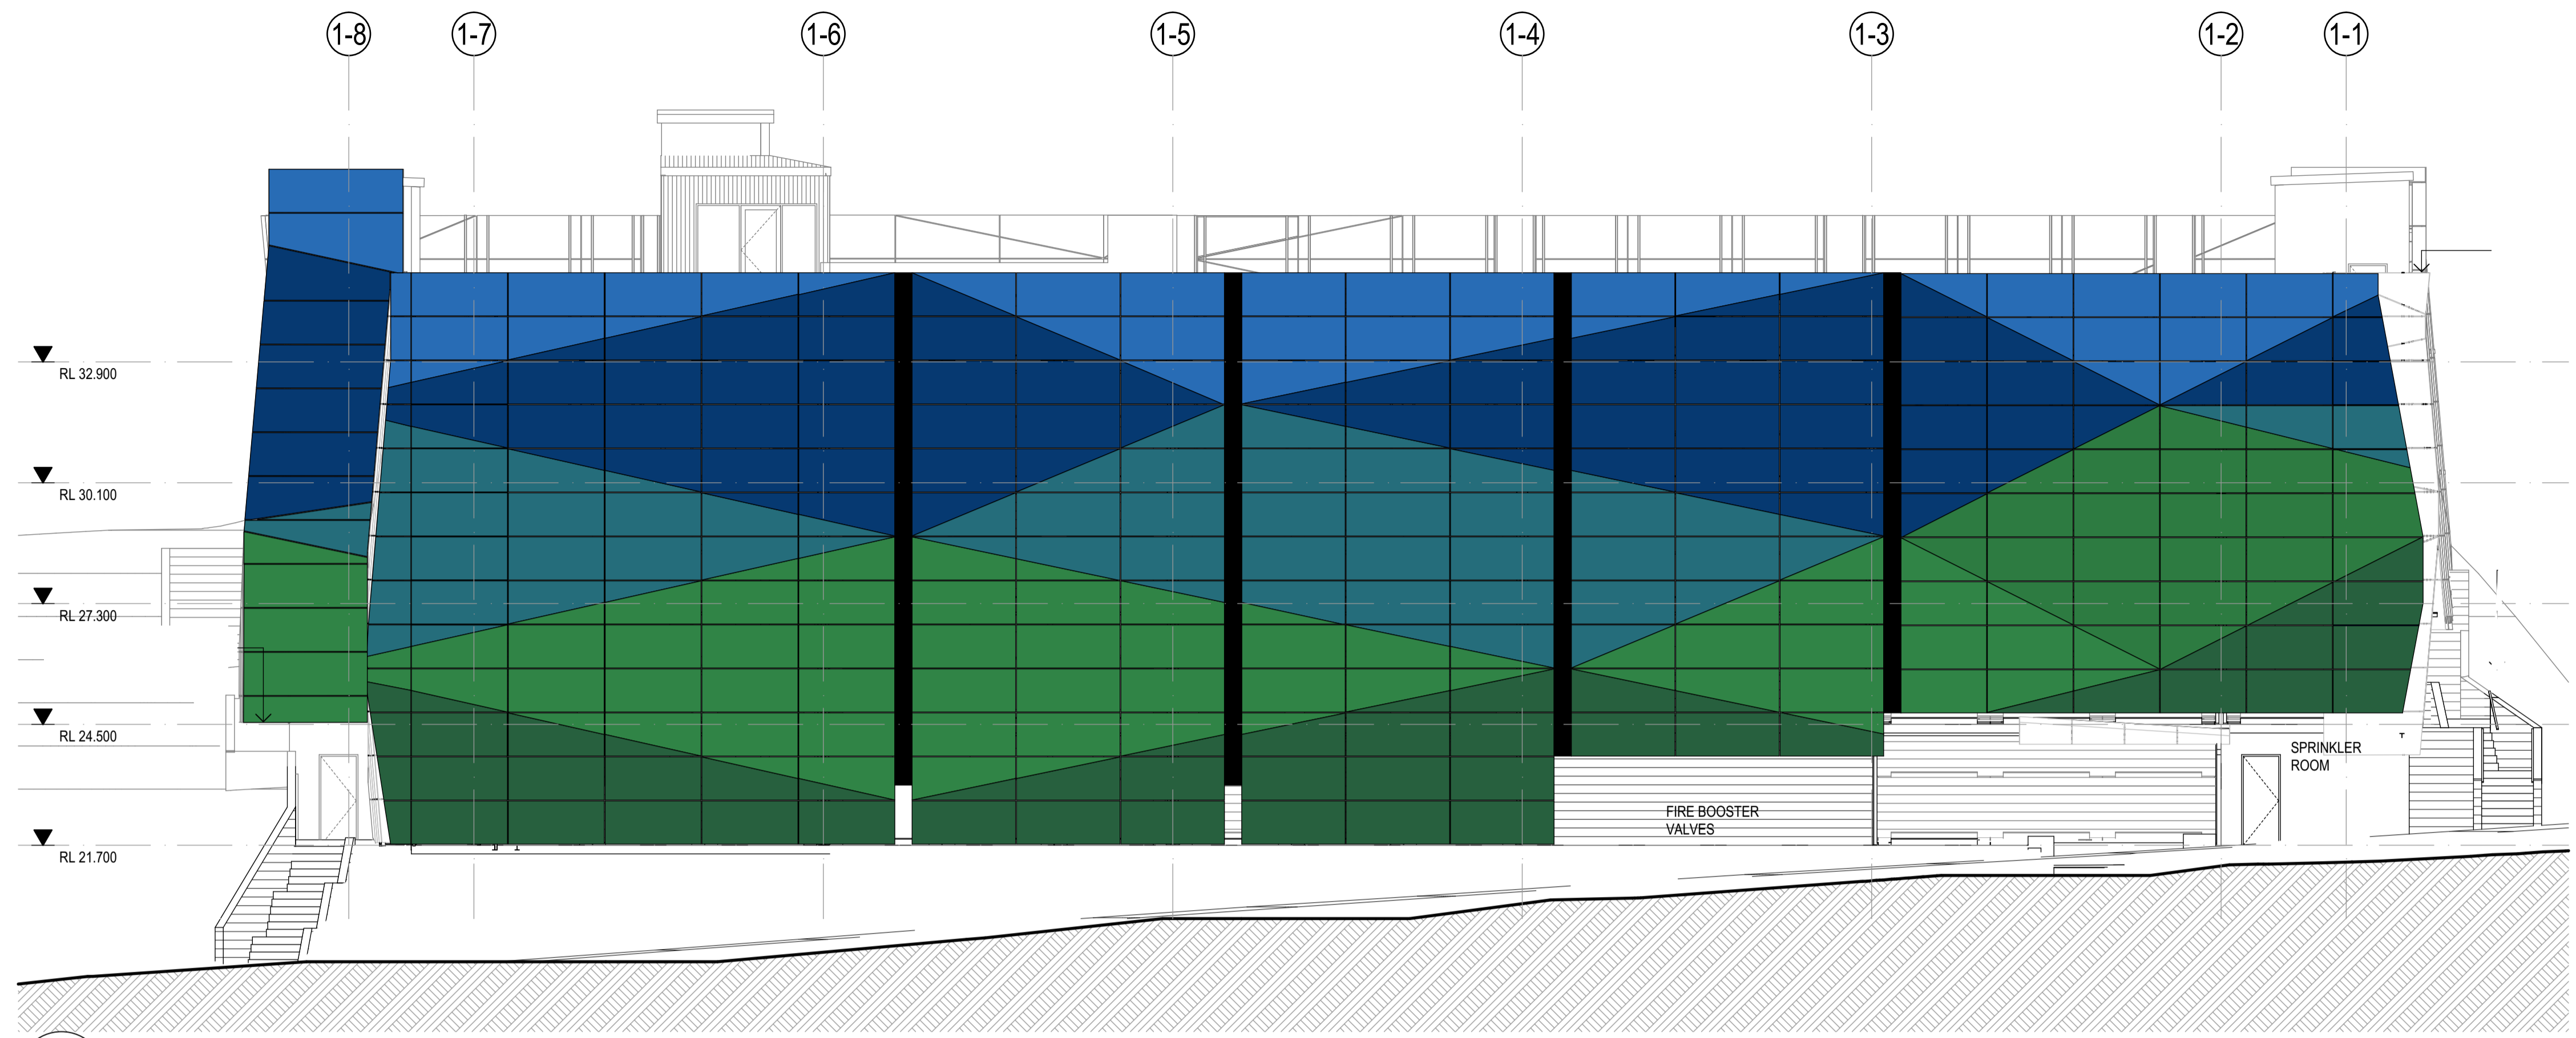 1-8 1-7 1-6 1-5 1-4 1-3 1-2 1-1
RL 32.900
RL 30.100
RL 27.300
RL 24.500
SPRINKLER
ROOM
FIRE BOOSTER
VALVES
RL 21.700